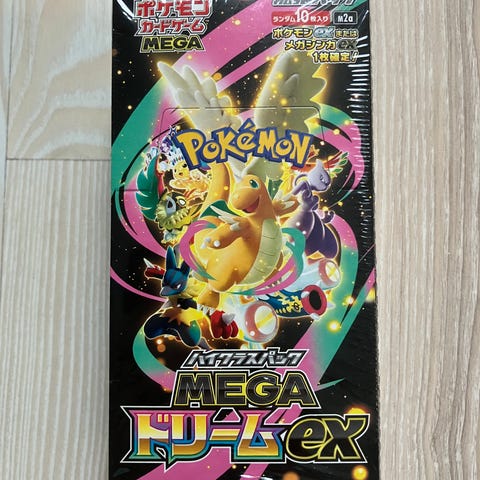 ポケモン
カードゲーム
MEGA
ランダム10枚入り
M2a
ポケモンexまたは
メガシンカex
1枚確定!
POKéMON
ハイクラスパック
MEGA
ドリームex